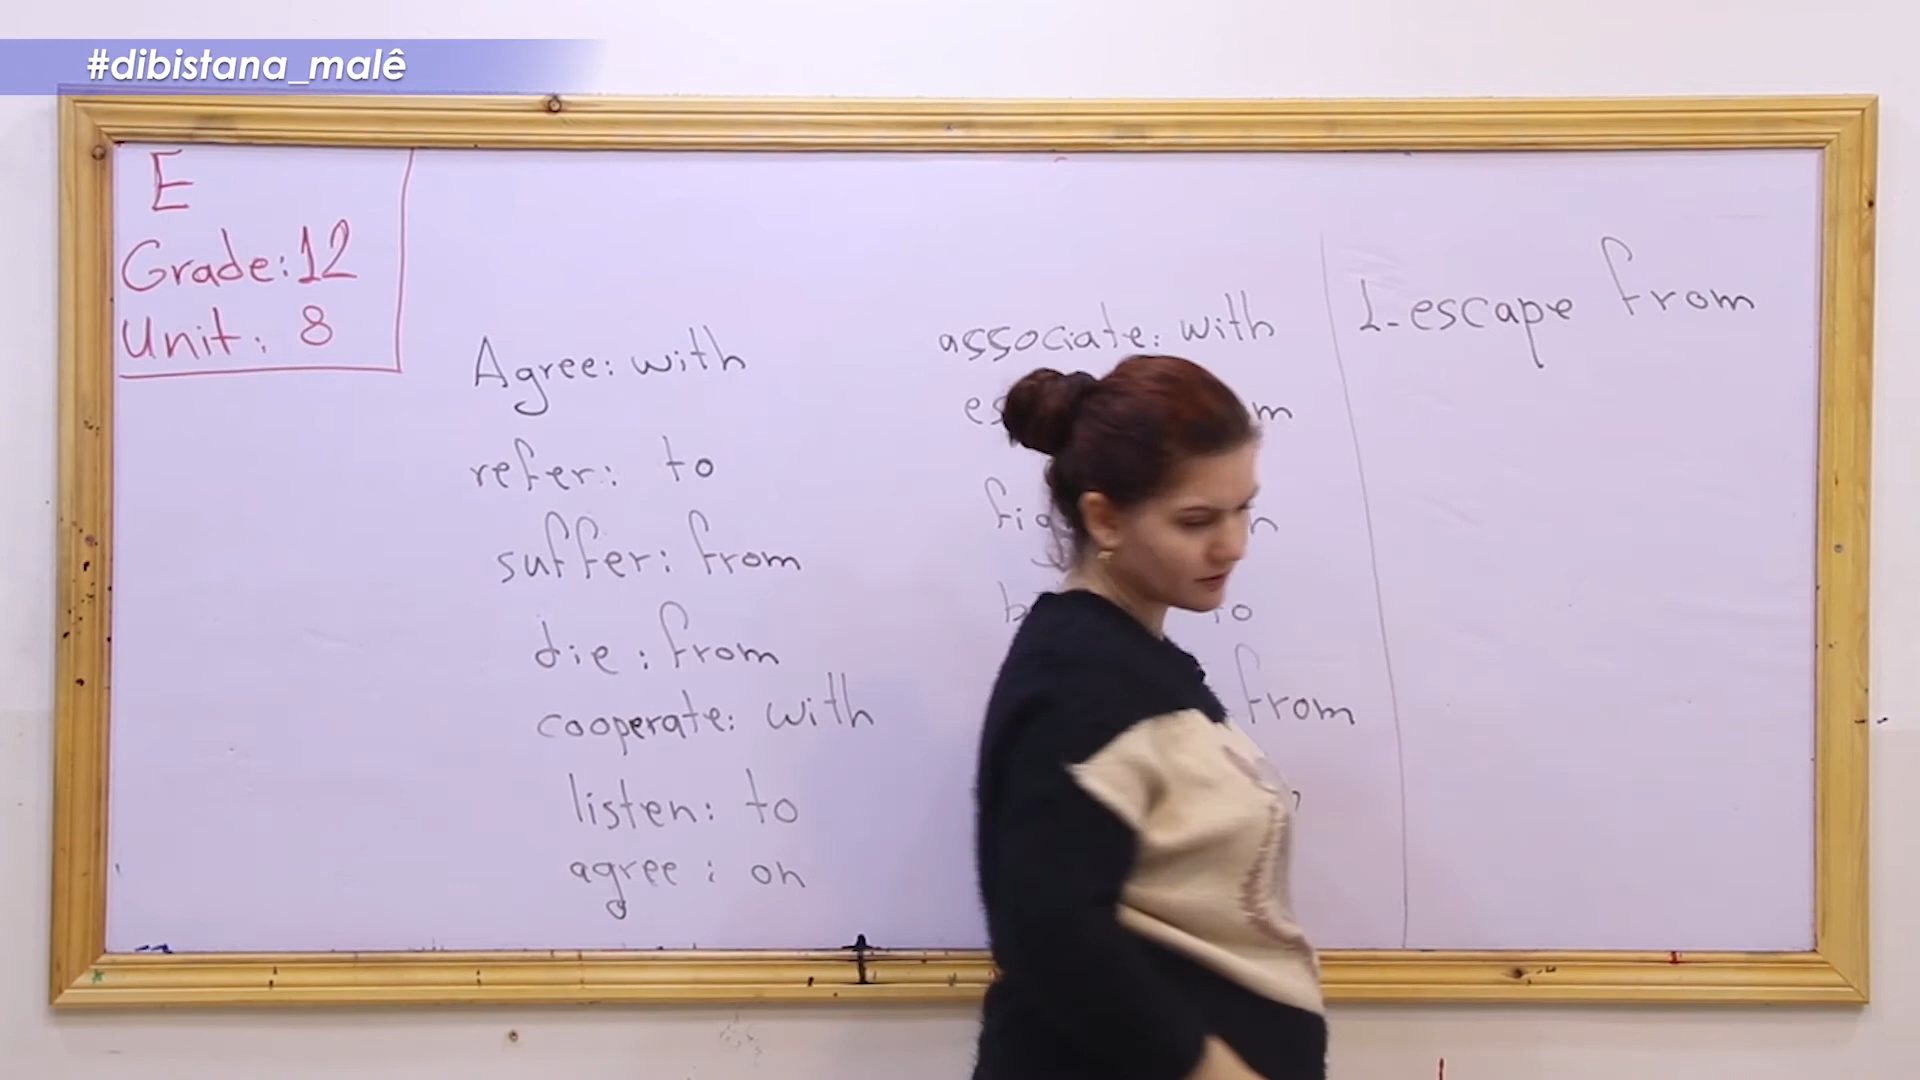 #dibistana_malê
E
Grade: 12
Unit: 8
Agree: with
refer: to
suffer: from
die: from
cooperate: with
listen: to
agree: on
associate: with
from
1-escape from